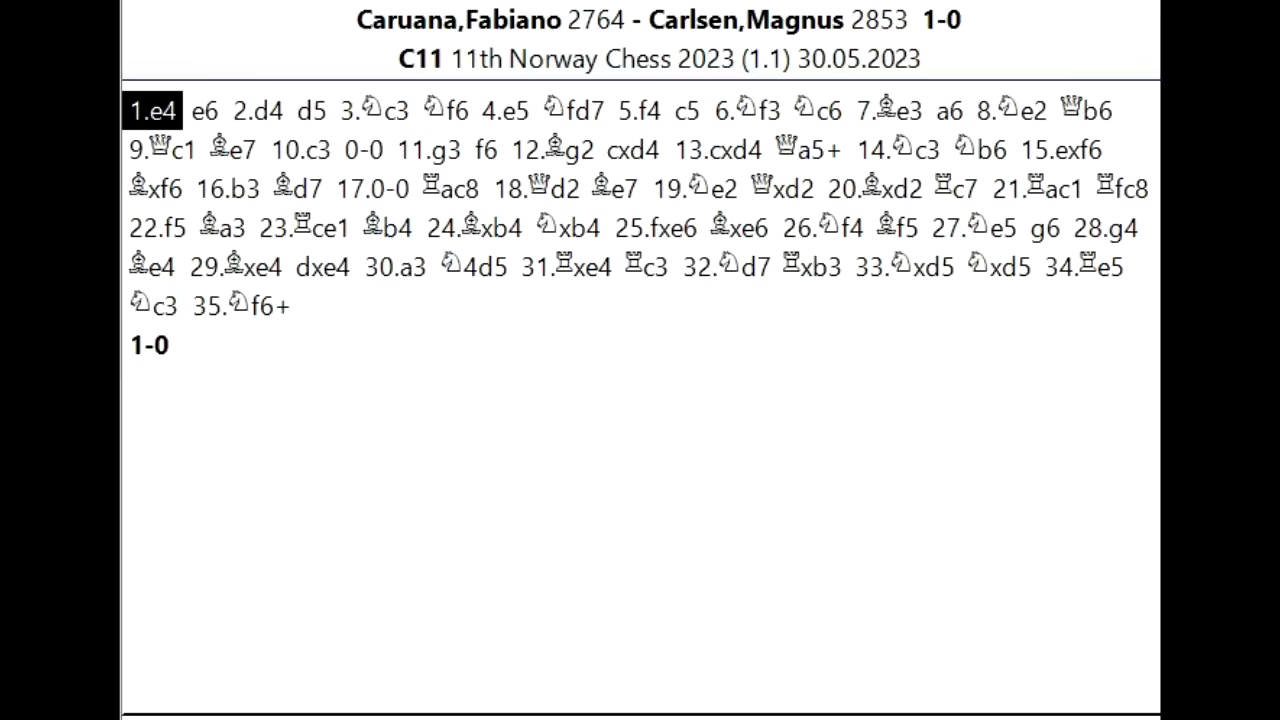 Caruana,Fabiano 2764 - Carlsen,Magnus 2853 1-0
C11 11th Norway Chess 2023 (1.1) 30.05.2023
1.e4 e6 2.d4 d5 3.♘c3 ♘f6 4.e5 ♘fd7 5.f4 c5 6.♘f3 ♘c6 7.♗e3 a6 8.♘e2 ♕b6
9.♕c1 ♗e7 10.c3 0-0 11.g3 f6 12.♗g2 cxd4 13.cxd4 ♕a5+ 14.♘c3 ♘b6 15.exf6
♗xf6 16.b3 ♗d7 17.0-0 ♖ac8 18.♕d2 ♗e7 19.♘e2 ♕xd2 20.♗xd2 ♖c7 21.♖ac1 ♖fc8
22.f5 ♗a3 23.♖ce1 ♗b4 24.♗xb4 ♘xb4 25.fxe6 ♗xe6 26.♘f4 ♗f5 27.♘e5 g6 28.g4
♗e4 29.♗xe4 dxe4 30.a3 ♘4d5 31.♖xe4 ♖c3 32.♘d7 ♖xb3 33.♘xd5 ♘xd5 34.♖e5
♘c3 35.♘f6+
1-0